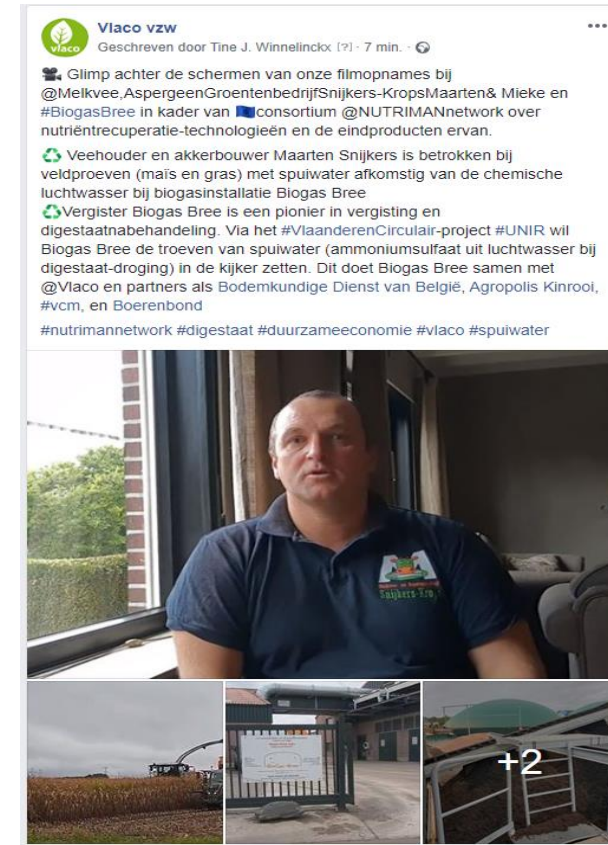 vlaco
Vlaco vzw
Geschreven door Tine J. Winnelinckx [?] · 7 min. ·
Glimp achter de schermen van onze filmopnames bij
@Melkvee,AspergeenGroentenbedrijfSnijkers-KropsMaarten& Mieke en
#BiogasBree in kader van consortium @NUTRIMANnetwork over
nutriëntrecuperatie-technologieën en de eindproducten ervan.
Veehouder en akkerbouwer Maarten Snijkers is betrokken bij
veldproeven (maïs en gras) met spuiwater afkomstig van de chemische
luchtwasser bij biogasinstallatie Biogas Bree
Vergister Biogas Bree is een pionier in vergisting en
digestaatnabehandeling. Via het #VlaanderenCirculair-project #UNIR wil
Biogas Bree de troeven van spuiwater (ammoniumsulfaat uit luchtwasser bij
digestaat-droging) in de kijker zetten. Dit doet Biogas Bree samen met
@Vlaco en partners als Bodemkundige Dienst van België, Agropolis Kinrooi,
#vcm, en Boerenbond
#nutrimannetwork #digestaat #duurzameeconomie #vlaco #spuiwater
Snijkers-Kro
+2